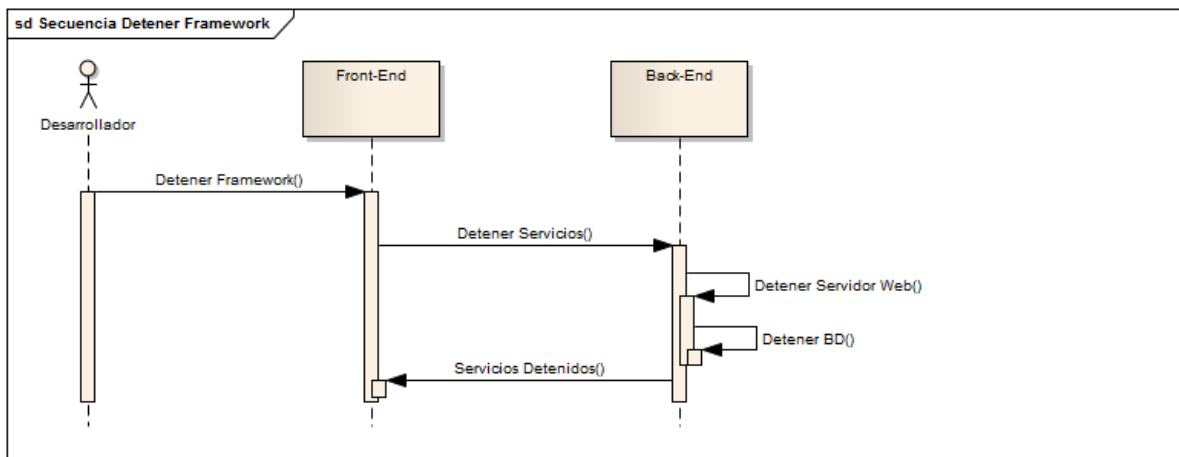 sd Secuencia Detener Framework
Front-End
Back-End
Desarrollador
Detener Framework()
Detener Servicios()
Detener Servidor Web()
Detener BD()
Servicios Detenidos()